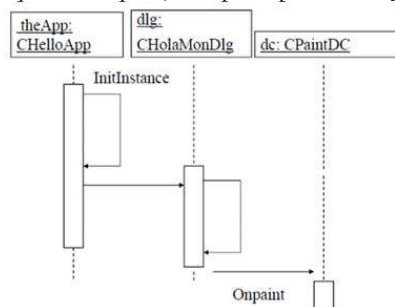 theApp:
CHelloApp
dlg:
CHolaMonDlg
dc: CPaintDC
InitInstance
Onpaint